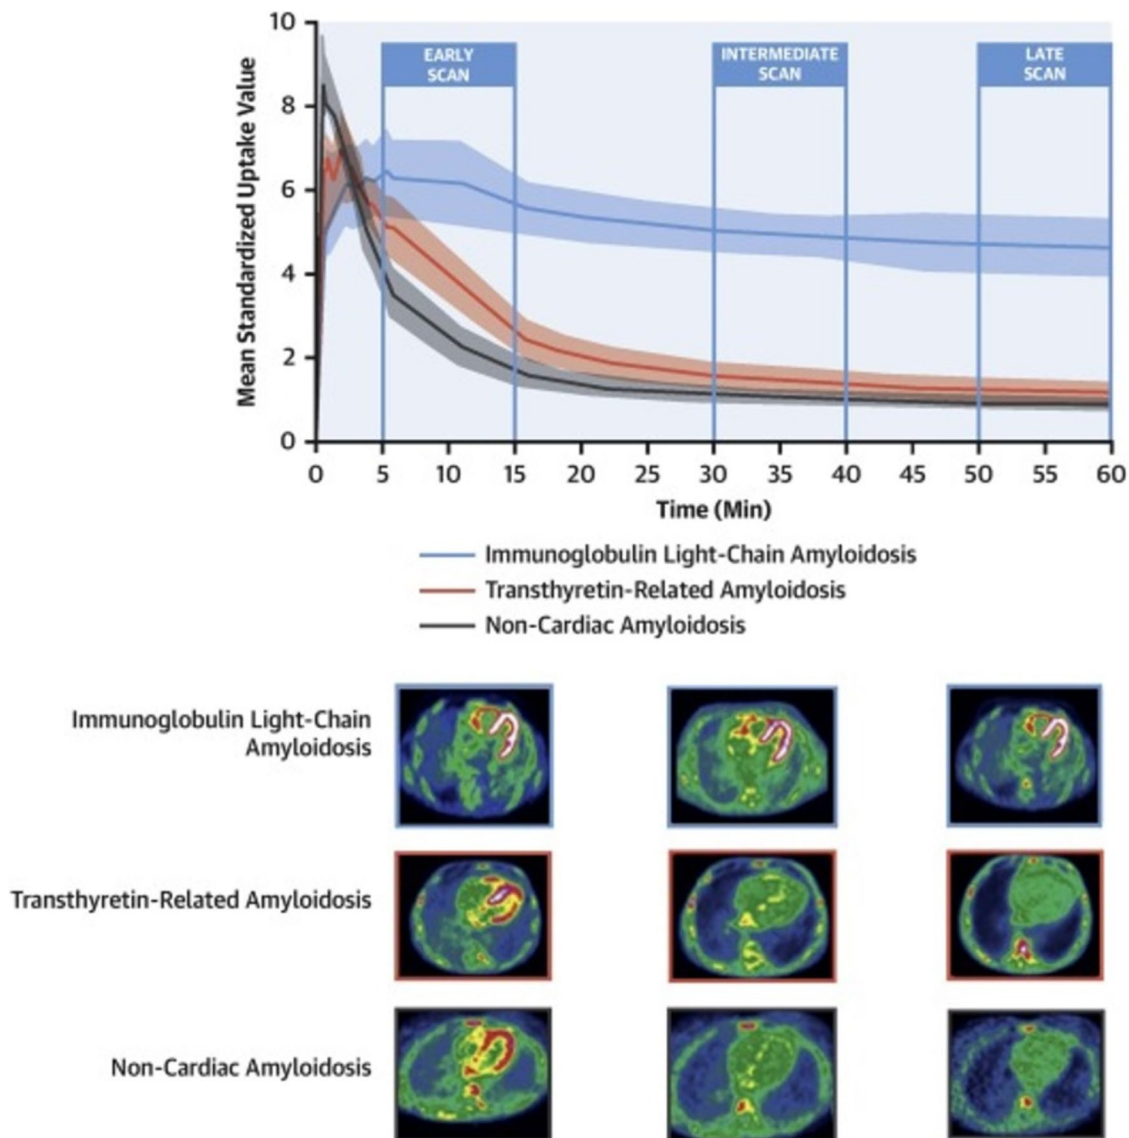 10
EARLY
SCAN
INTERMEDIATE
SCAN
LATE
SCAN
Mean Standardized Uptake Value
8
6
4
2
0
0 5 10 15 20 25 30 35 40 45 50 55 60
Time (Min)
Immunoglobulin Light-Chain Amyloidosis
Transthyretin-Related Amyloidosis
Non-Cardiac Amyloidosis
Immunoglobulin Light-Chain
Amyloidosis
Transthyretin-Related Amyloidosis
Non-Cardiac Amyloidosis